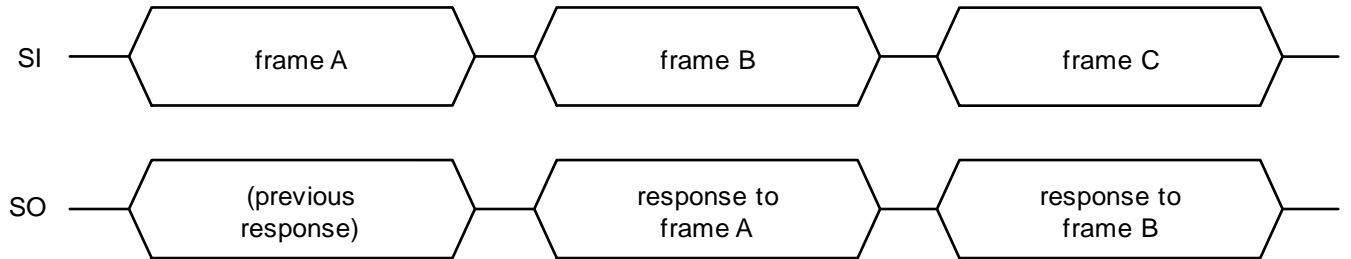 SI
frame A
frame B
frame C
SO
(previous
response)
response to
frame A
response to
frame B